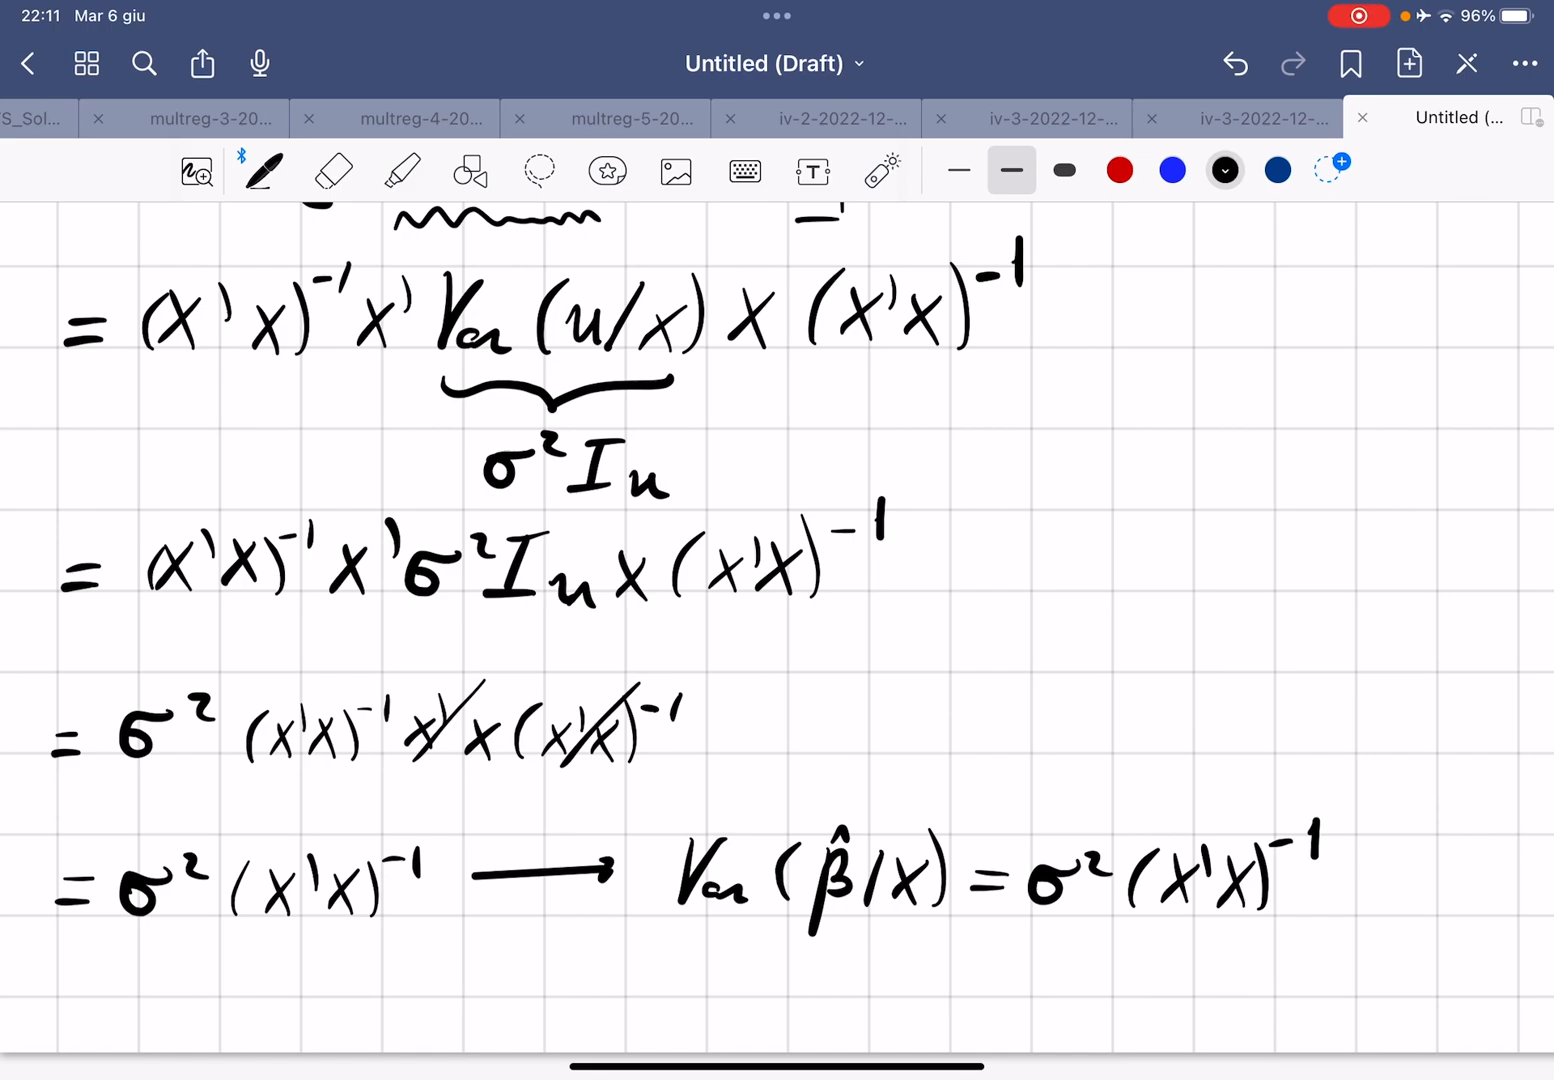 22:11 Mar 6 giu 96%
Untitled (Draft)
S_Sol... multreg-3-20... multreg-4-20... multreg-5-20... iv-2-2022-12-... iv-3-2022-12-... iv-3-2022-12-... Untitled (...
= (X'X)⁻¹X' Var(u/X) X (X'X)⁻¹
σ²Iₙ
= (X'X)⁻¹X'σ²Iₙ X (X'X)⁻¹
= σ² (X'X)⁻¹X'X(X'X)⁻¹
= σ² (X'X)⁻¹ → Var(β̂/X) = σ² (X'X)⁻¹